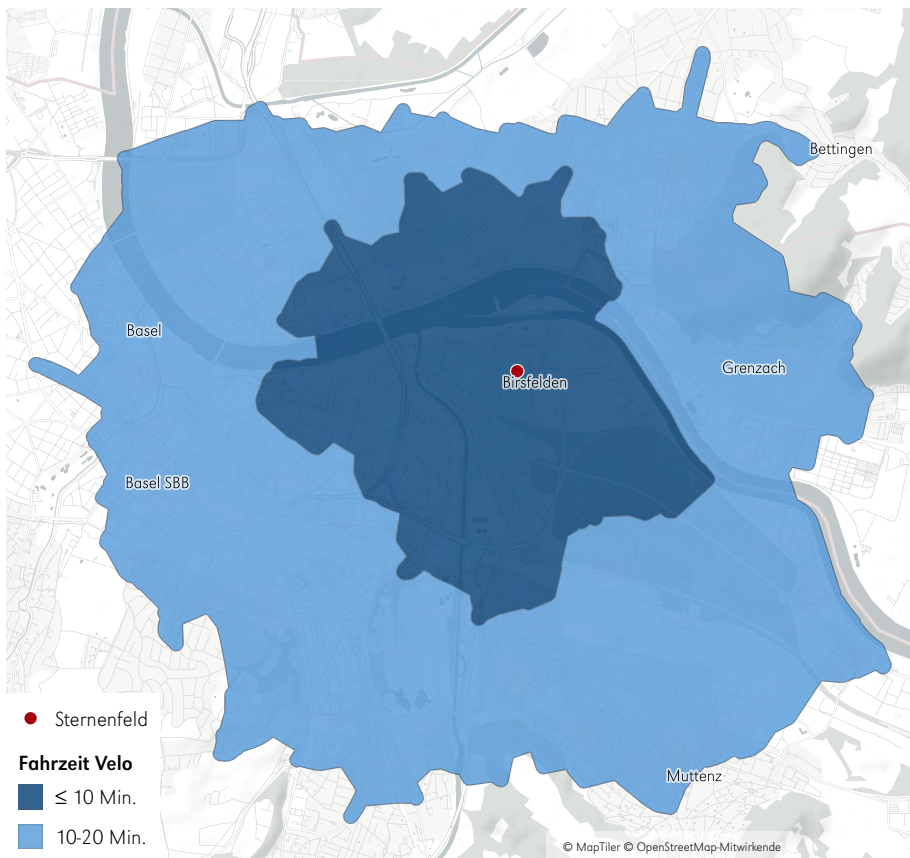 Bettingen
Basel
Grenzach
Birsfelden
Basel SBB
Sternenfeld
Fahrzeit Velo
≤ 10 Min.
10-20 Min.
Muttenz
© MapTiler © OpenStreetMap-Mitwirkende